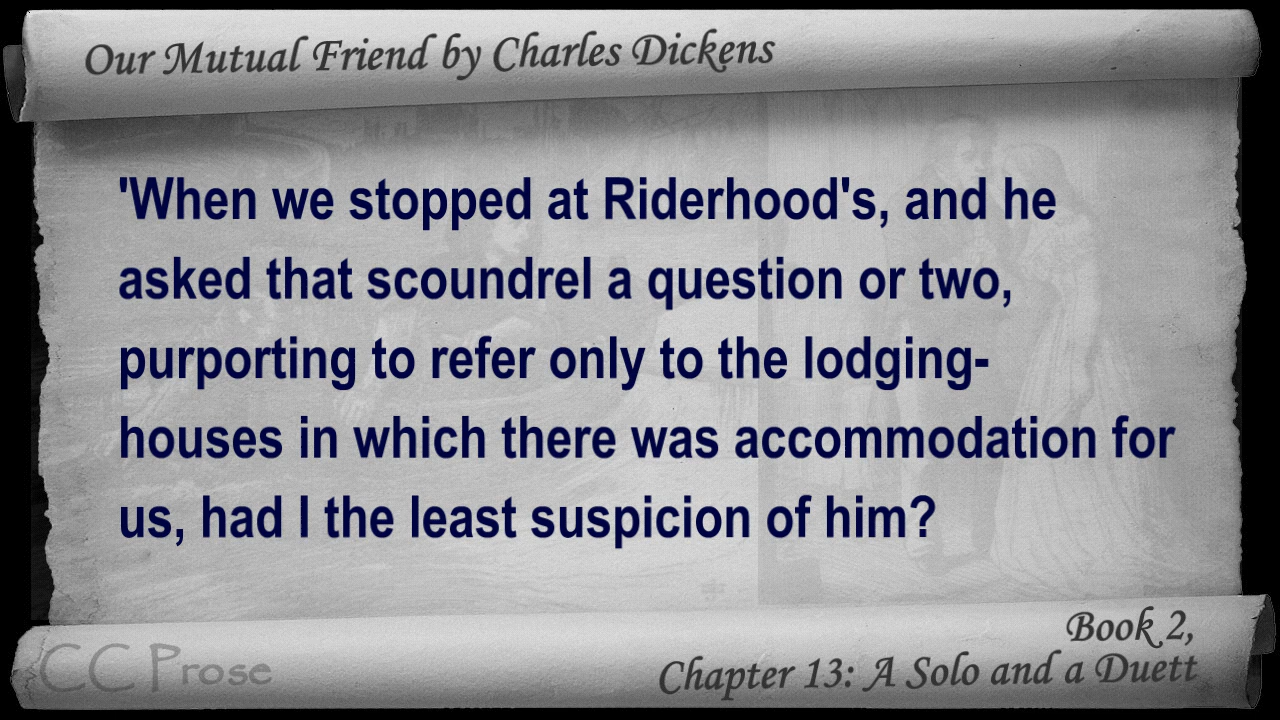 Our Mutual Friend by Charles Dickens
'When we stopped at Riderhood's, and he
asked that scoundrel a question or two,
purporting to refer only to the lodging-
houses in which there was accommodation for
us, had I the least suspicion of him?
Book 2,
CC Prose
Chapter 13: A Solo and a Duett